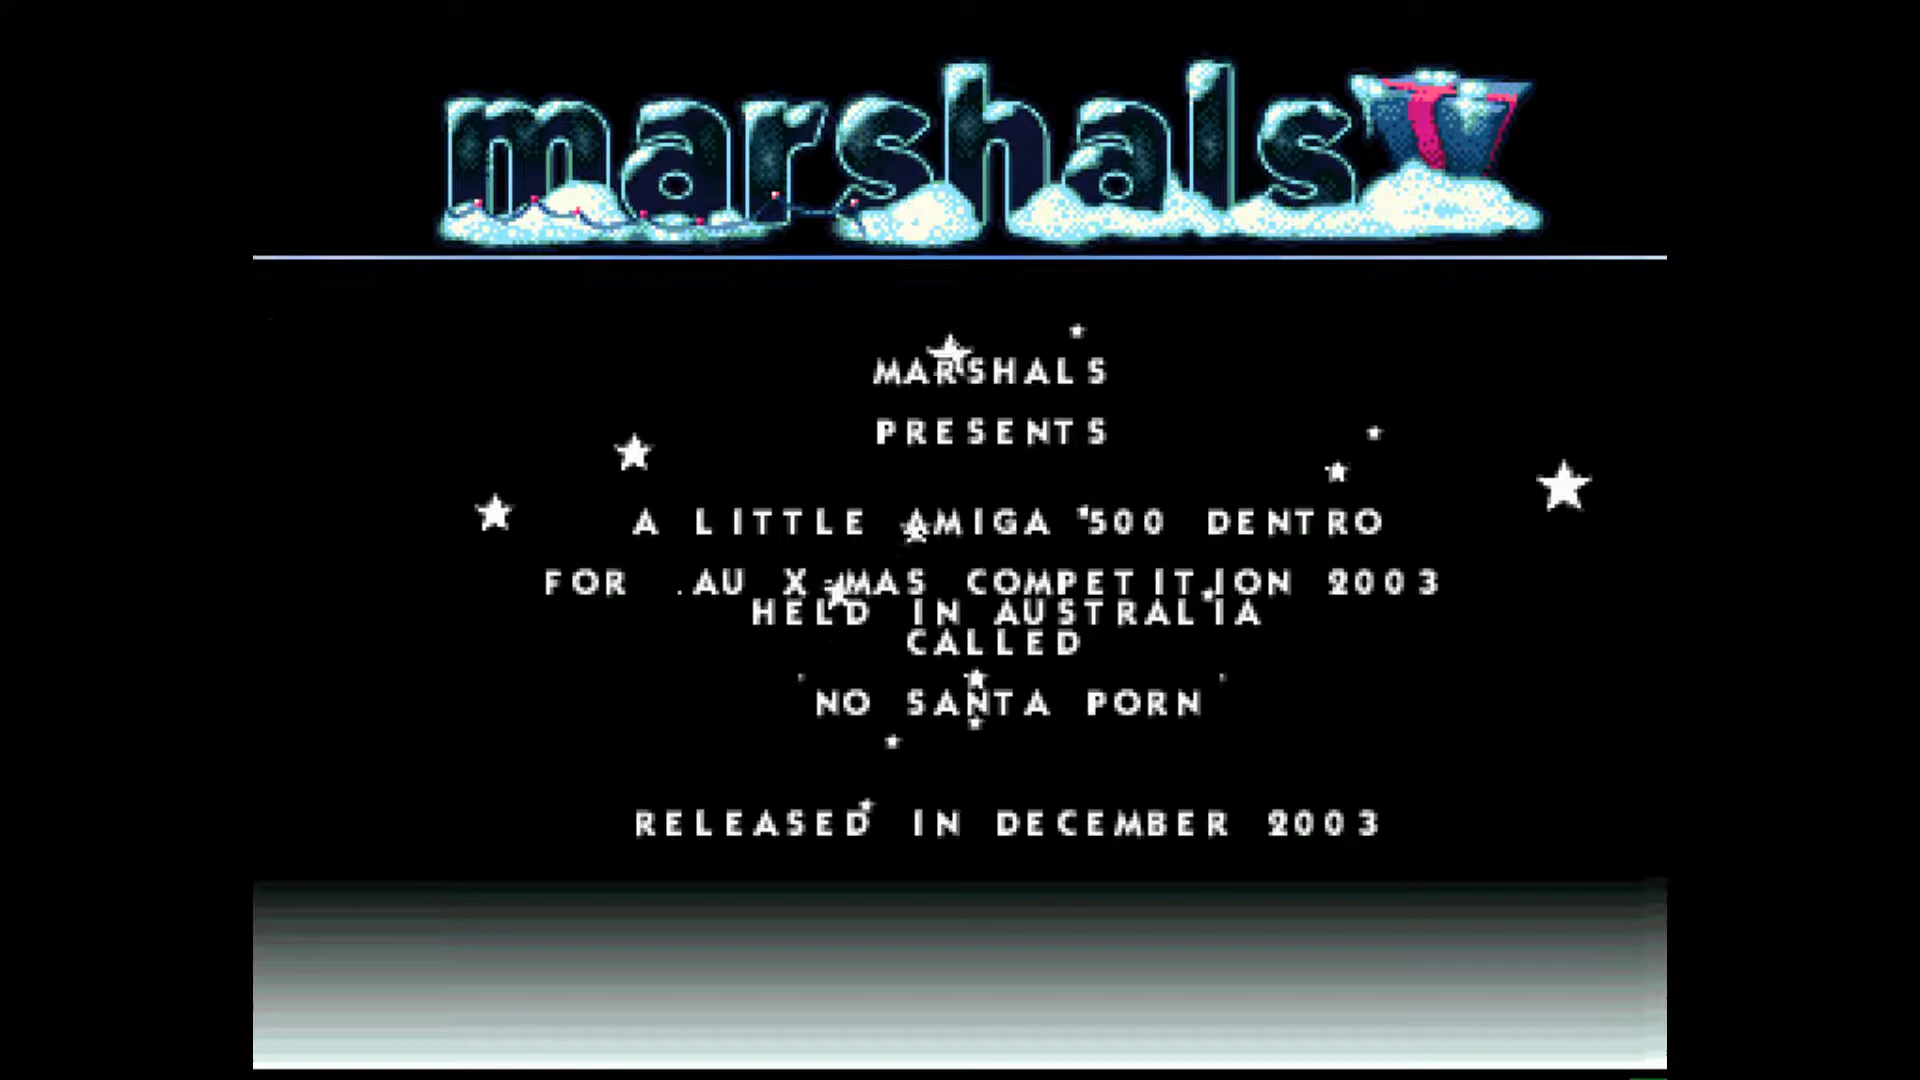 marshals
MARSHALS
PRESENTS
A LITTLE AMIGA 500 DENTRO
FOR .AU X-MAS COMPETITION 2003
HELD IN AUSTRALIA
CALLED
NO SANTA PORN
RELEASED IN DECEMBER 2003